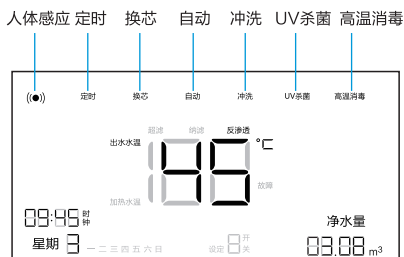 人体感应 定时 换芯 自动 冲洗 UV杀菌 高温消毒
定时 换芯 自动 冲洗 UV杀菌 高温消毒
超滤 纳滤 反渗透
出水水温 45 °C
故障
加热水温
09:45 时钟
净水量
星期 3 一 二 三 四 五 六 日 设定 8 开关 03.08 m³